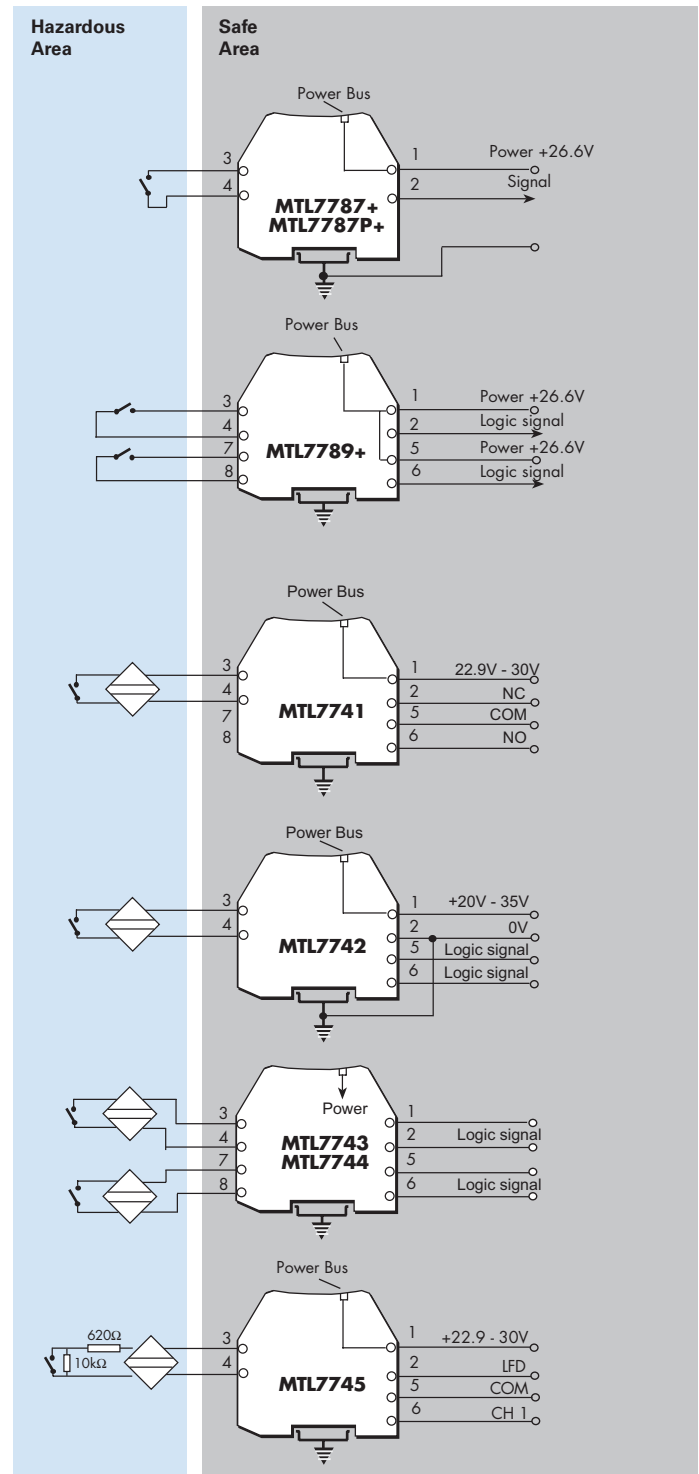 Hazardous
Area
Safe
Area
Power Bus
3
4
MTL7787+
MTL7787P+
1
Power +26.6V
2
Signal
Power Bus
3
4
7
8
MTL7789+
1
Power +26.6V
2
Logic signal
5
Power +26.6V
6
Logic signal
Power Bus
3
4
7
8
MTL7741
1
22.9V - 30V
2
NC
5
COM
6
NO
Power Bus
3
4
MTL7742
1
+20V - 35V
2
0V
5
Logic signal
6
Logic signal
Power
3
4
7
8
MTL7743
MTL7744
1
2
Logic signal
5
6
Logic signal
Power Bus
620Ω
10kΩ
3
4
MTL7745
1
+22.9 - 30V
2
LFD
5
COM
6
CH 1